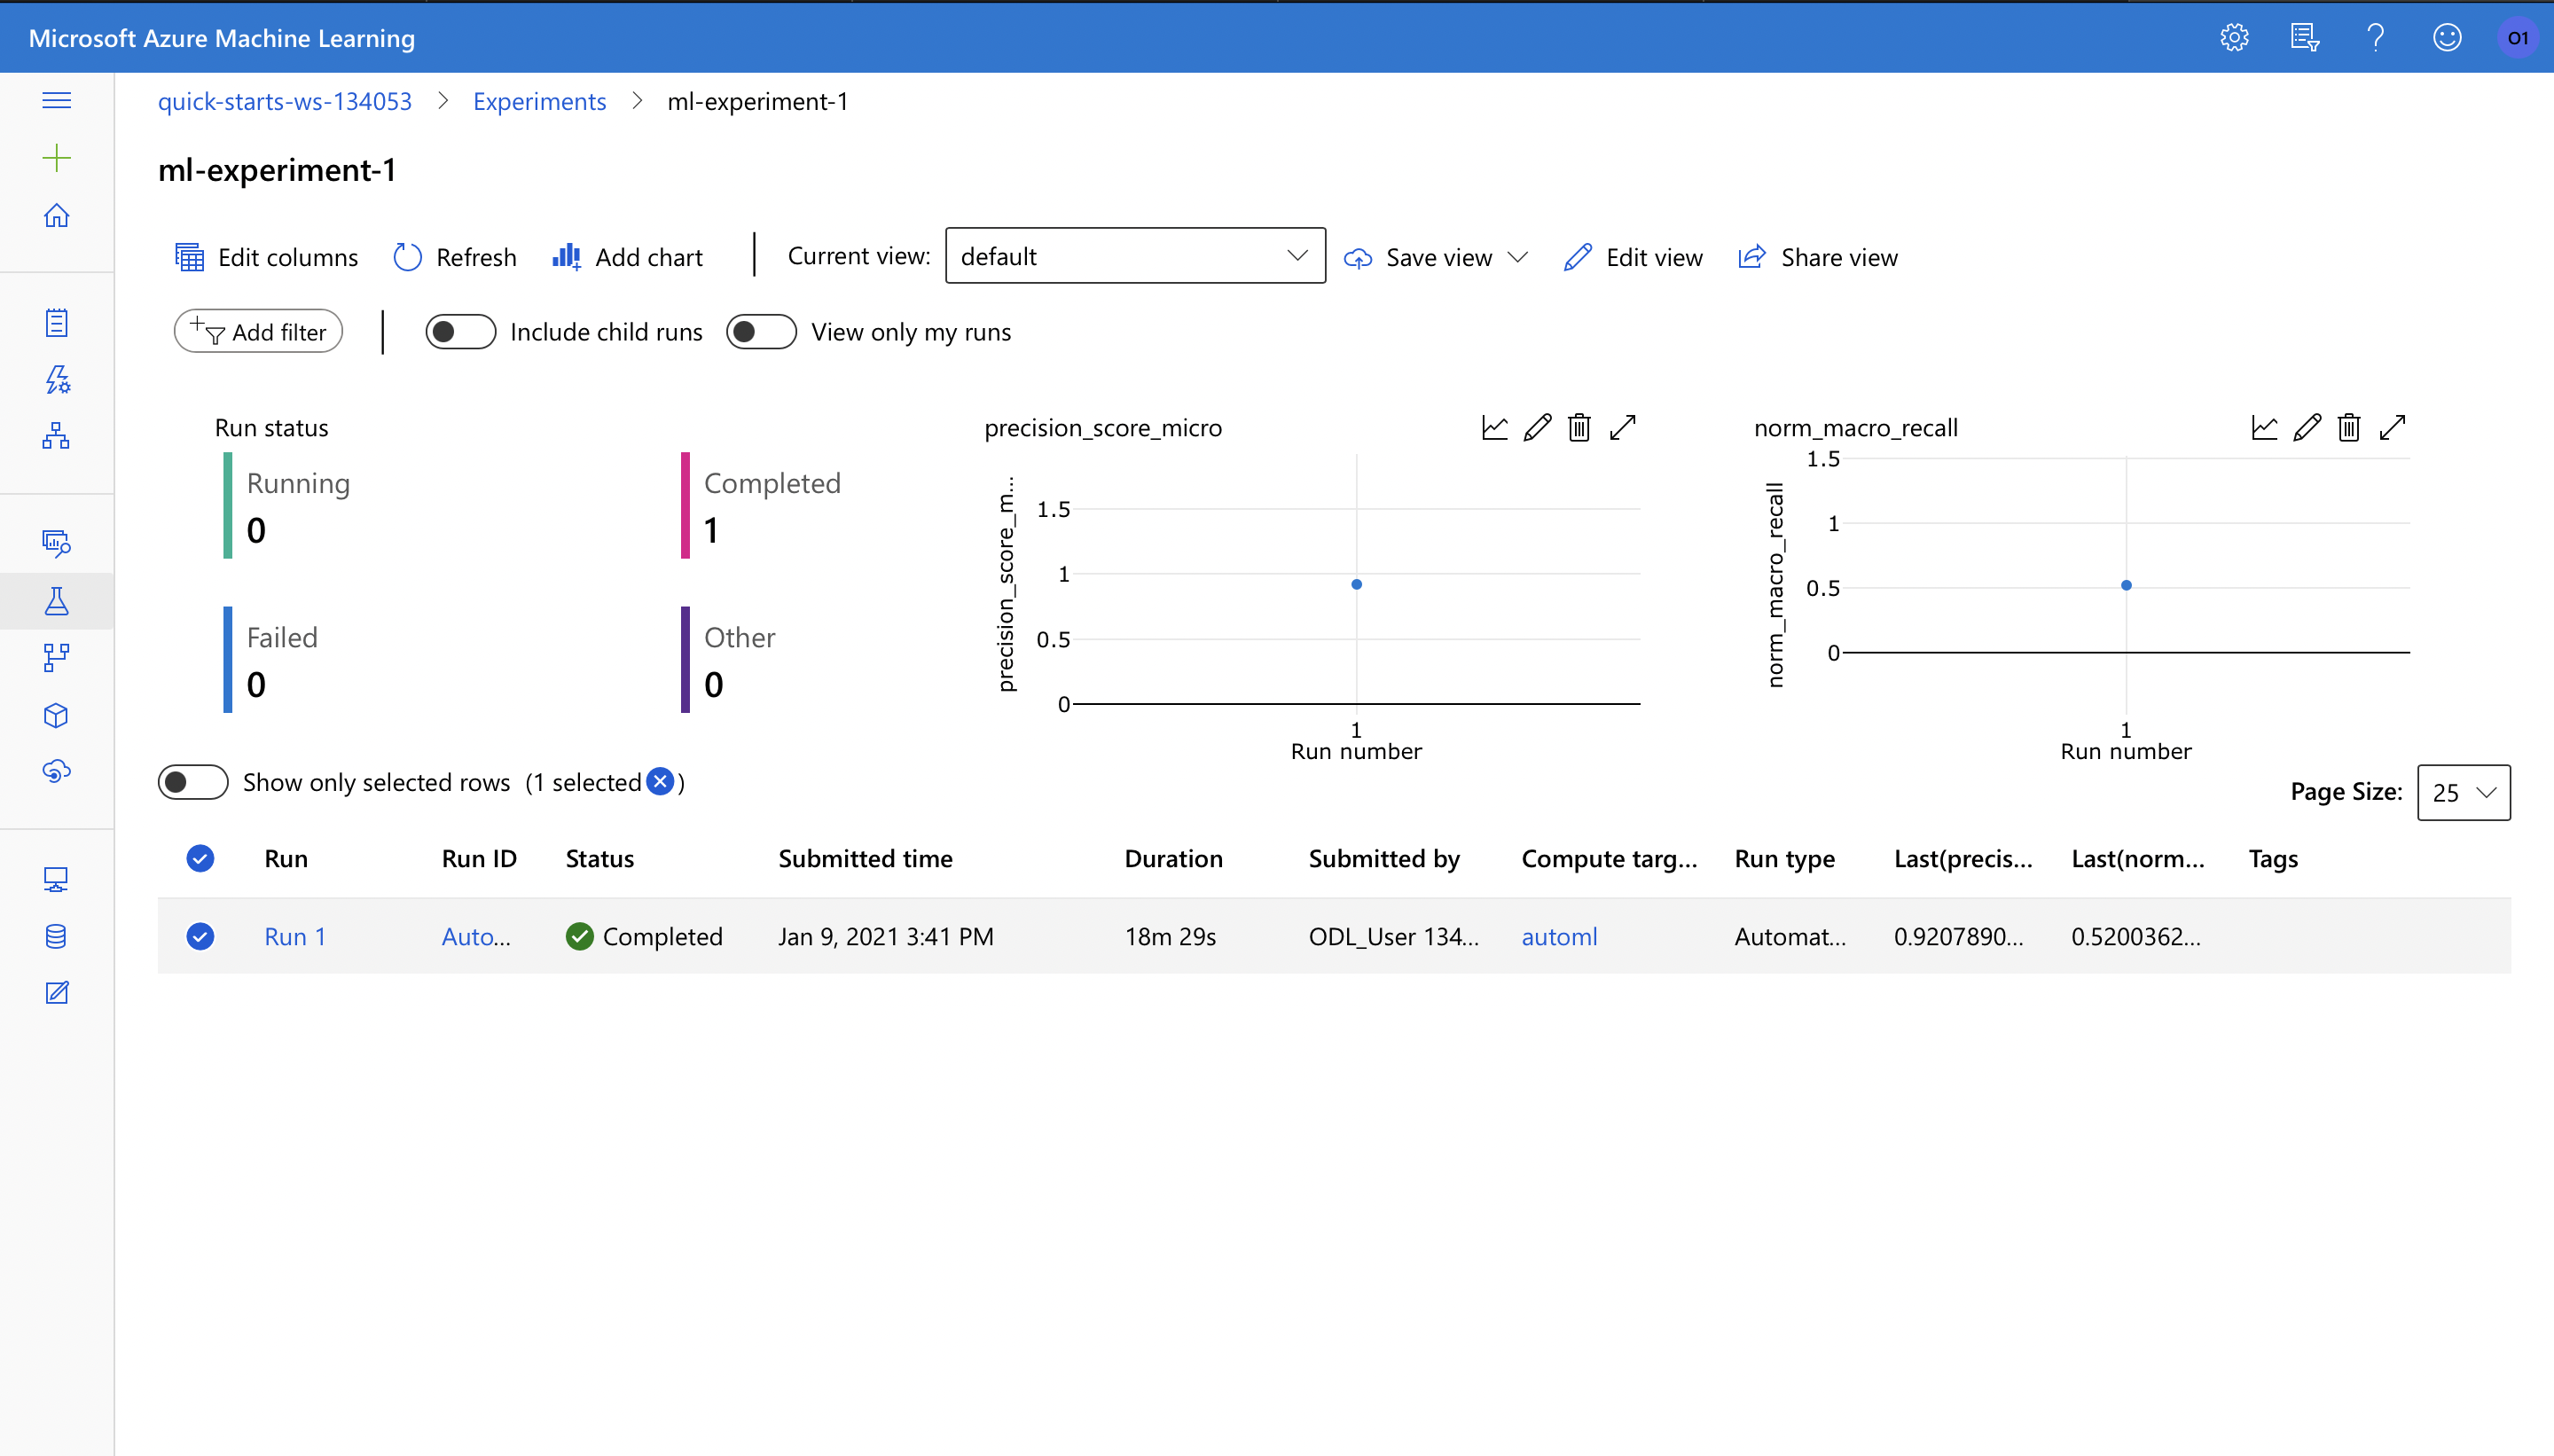 Microsoft Azure Machine Learning
O1
quick-starts-ws-134053 > Experiments > ml-experiment-1
ml-experiment-1
Edit columns Refresh Add chart Current view: default Save view Edit view Share view
Add filter Include child runs View only my runs
Run status
Running
0
Completed
1
Failed
0
Other
0
precision_score_micro
precision_score_m...
1.5
1
0.5
0
1
Run number
norm_macro_recall
norm_macro_recall
1.5
1
0.5
0
1
Run number
Show only selected rows (1 selected )
Page Size: 25
Run Run ID Status Submitted time Duration Submitted by Compute targ... Run type Last(precis... Last(norm... Tags
Run 1 Auto... Completed Jan 9, 2021 3:41 PM 18m 29s ODL_User 134... automl Automat... 0.9207890... 0.5200362...